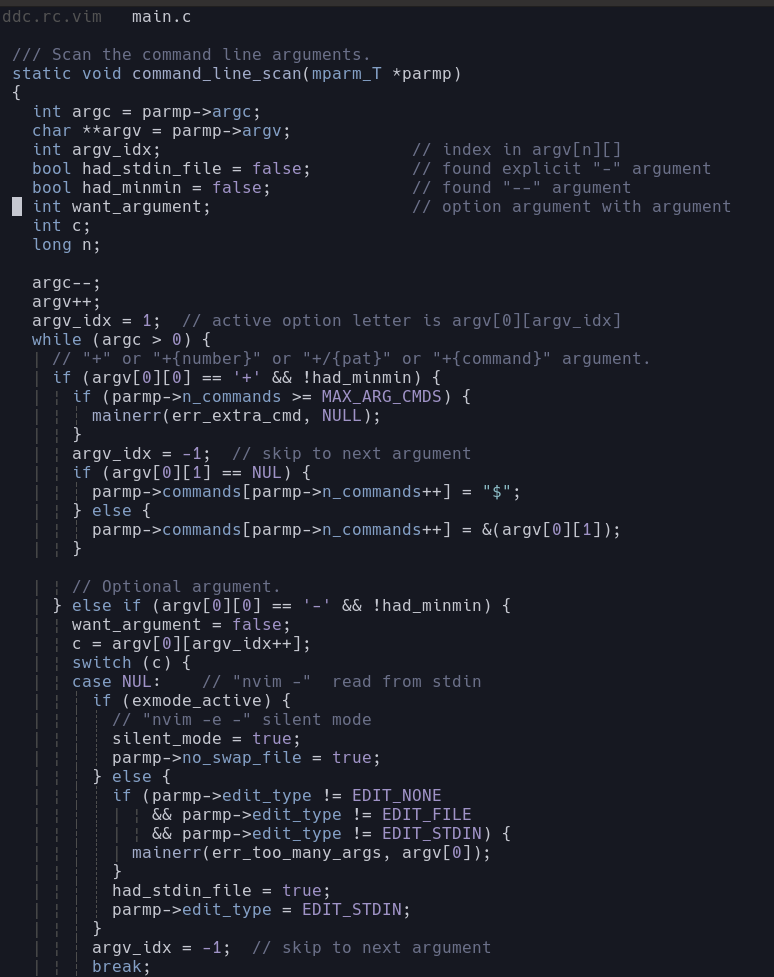 ddc.rc.vim   main.c

/// Scan the command line arguments.
static void command_line_scan(mparm_T *parmp)
{
  int argc = parmp->argc;
  char **argv = parmp->argv;
  int argv_idx;                         // index in argv[n][]
  bool had_stdin_file = false;          // found explicit "-" argument
  bool had_minmin = false;              // found "--" argument
  int want_argument;                    // option argument with argument
  int c;
  long n;

  argc--;
  argv++;
  argv_idx = 1;  // active option letter is argv[0][argv_idx]
  while (argc > 0) {
    // "+" or "+{number}" or "+/{pat}" or "+{command}" argument.
    if (argv[0][0] == '+' && !had_minmin) {
      if (parmp->n_commands >= MAX_ARG_CMDS) {
        mainerr(err_extra_cmd, NULL);
      }
      argv_idx = -1;  // skip to next argument
      if (argv[0][1] == NUL) {
        parmp->commands[parmp->n_commands++] = "$";
      } else {
        parmp->commands[parmp->n_commands++] = &(argv[0][1]);
      }

      // Optional argument.
    } else if (argv[0][0] == '-' && !had_minmin) {
      want_argument = false;
      c = argv[0][argv_idx++];
      switch (c) {
      case NUL:    // "nvim -"  read from stdin
        if (exmode_active) {
          // "nvim -e -" silent mode
          silent_mode = true;
          parmp->no_swap_file = true;
        } else {
          if (parmp->edit_type != EDIT_NONE
              && parmp->edit_type != EDIT_FILE
              && parmp->edit_type != EDIT_STDIN) {
            mainerr(err_too_many_args, argv[0]);
          }
          had_stdin_file = true;
          parmp->edit_type = EDIT_STDIN;
        }
        argv_idx = -1;  // skip to next argument
        break;